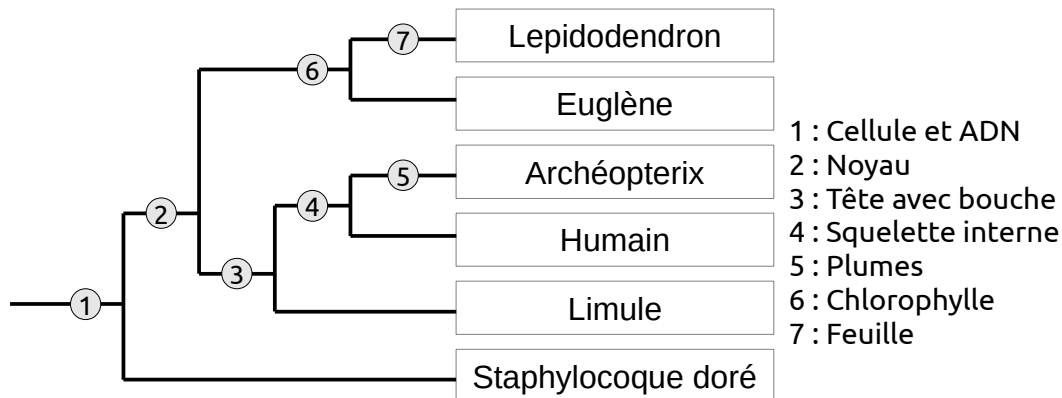 Lepidodendron
7
6
Euglène
1 : Cellule et ADN
Archéopterix
2 : Noyau
5
3 : Tête avec bouche
4
2
4 : Squelette interne
Humain
5 : Plumes
3
6 : Chlorophylle
1
Limule
7 : Feuille
Staphylocoque doré